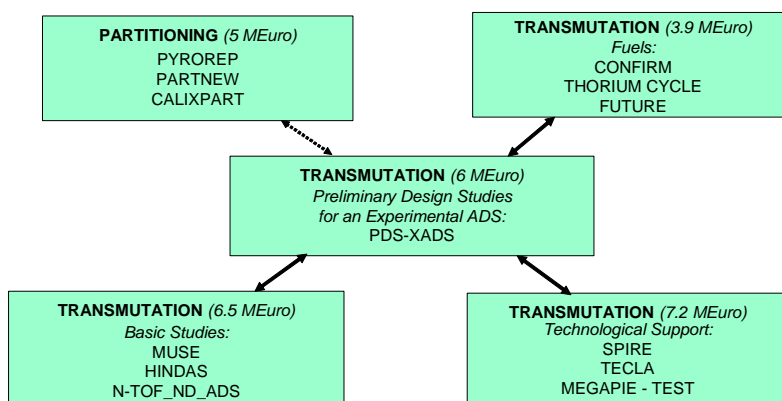 PARTITIONING (5 MEuro)
PYROREP
PARTNEW
CALIXPART
TRANSMUTATION (3.9 MEuro)
Fuels:
CONFIRM
THORIUM CYCLE
FUTURE
TRANSMUTATION (6 MEuro)
Preliminary Design Studies
for an Experimental ADS:
PDS-XADS
TRANSMUTATION (6.5 MEuro)
Basic Studies:
MUSE
HINDAS
N-TOF_ND_ADS
TRANSMUTATION (7.2 MEuro)
Technological Support:
SPIRE
TECLA
MEGAPIE - TEST